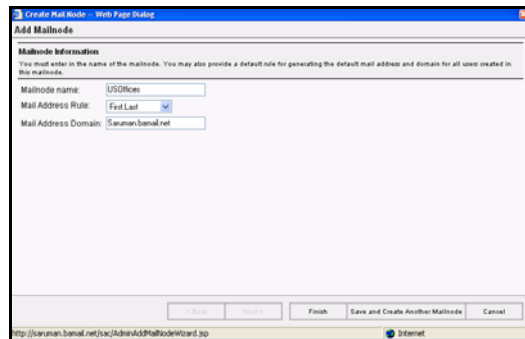 Create Mail Node -- Web Page Dialog
Add Mailnode
Mailnode Information
You must enter in the name of the mailnode. You may also provide a default rule for generating the default mail address and domain for all users created in
this mailnode.
Mailnode name: USOffices
Mail Address Rule: First.Last
Mail Address Domain: Saruman.bamail.net
< Back Next > Finish Save and Create Another Mailnode Cancel
http://saruman.bamail.net/sac/AdminAddMailNodeWizard.jsp Internet